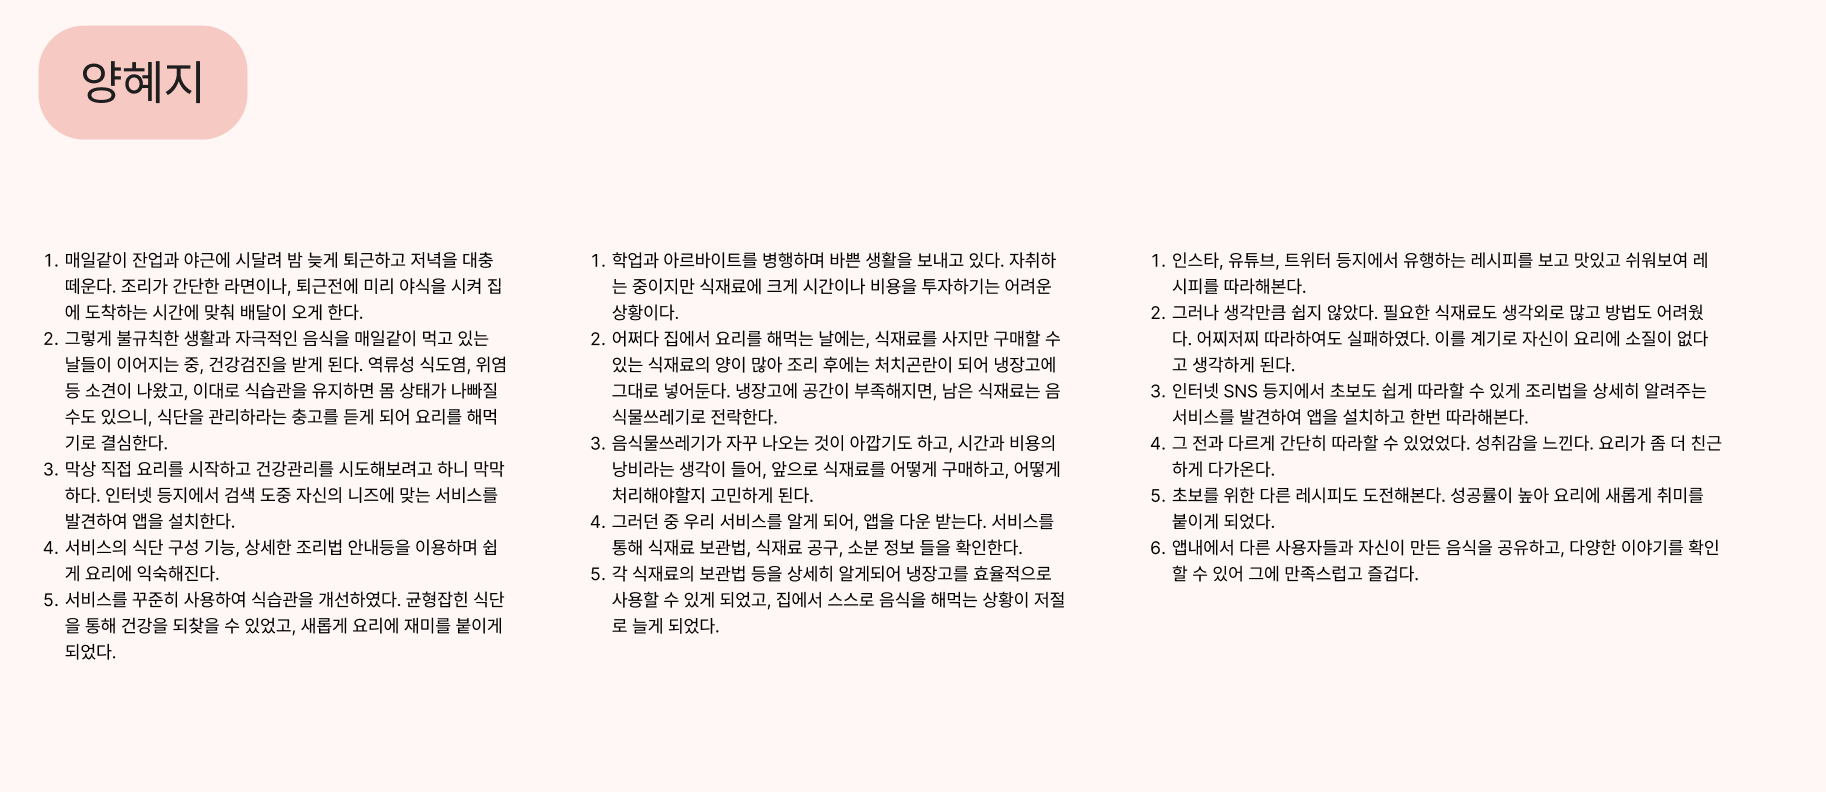 양혜지
1. 매일같이 잔업과 야근에 시달려 밤 늦게 퇴근하고 저녁을 대충
떼운다. 조리가 간단한 라면이나, 퇴근전에 미리 야식을 시켜 집
에 도착하는 시간에 맞춰 배달이 오게 한다.
2. 그렇게 불규칙한 생활과 자극적인 음식을 매일같이 먹고 있는
날들이 이어지는 중, 건강검진을 받게 된다. 역류성 식도염, 위염
등 소견이 나왔고, 이대로 식습관을 유지하면 몸 상태가 나빠질
수도 있으니, 식단을 관리하라는 충고를 듣게 되어 요리를 해먹
기로 결심한다.
3. 막상 직접 요리를 시작하고 건강관리를 시도해보려고 하니 막막
하다. 인터넷 등지에서 검색 도중 자신의 니즈에 맞는 서비스를
발견하여 앱을 설치한다.
4. 서비스의 식단 구성 기능, 상세한 조리법 안내등을 이용하며 쉽
게 요리에 익숙해진다.
5. 서비스를 꾸준히 사용하여 식습관을 개선하였다. 균형잡힌 식단
을 통해 건강을 되찾을 수 있었고, 새롭게 요리에 재미를 붙이게
되었다.
1. 학업과 아르바이트를 병행하며 바쁜 생활을 보내고 있다. 자취하
는 중이지만 식재료에 크게 시간이나 비용을 투자하기는 어려운
상황이다.
2. 어쩌다 집에서 요리를 해먹는 날에는, 식재료를 사지만 구매할 수
있는 식재료의 양이 많아 조리 후에는 처치곤란이 되어 냉장고에
그대로 넣어둔다. 냉장고에 공간이 부족해지면, 남은 식재료는 음
식물쓰레기로 전락한다.
3. 음식물쓰레기가 자꾸 나오는 것이 아깝기도 하고, 시간과 비용의
낭비라는 생각이 들어, 앞으로 식재료를 어떻게 구매하고, 어떻게
처리해야할지 고민하게 된다.
4. 그러던 중 우리 서비스를 알게 되어, 앱을 다운 받는다. 서비스를
통해 식재료 보관법, 식재료 공구, 소분 정보 들을 확인한다.
5. 각 식재료의 보관법 등을 상세히 알게되어 냉장고를 효율적으로
사용할 수 있게 되었고, 집에서 스스로 음식을 해먹는 상황이 저절
로 늘게 되었다.
1. 인스타, 유튜브, 트위터 등지에서 유행하는 레시피를 보고 맛있고 쉬워보여 레
시피를 따라해본다.
2. 그러나 생각만큼 쉽지 않았다. 필요한 식재료도 생각외로 많고 방법도 어려웠
다. 어찌저찌 따라하여도 실패하였다. 이를 계기로 자신이 요리에 소질이 없다
고 생각하게 된다.
3. 인터넷 SNS 등지에서 초보도 쉽게 따라할 수 있게 조리법을 상세히 알려주는
서비스를 발견하여 앱을 설치하고 한번 따라해본다.
4. 그 전과 다르게 간단히 따라할 수 있었었다. 성취감을 느낀다. 요리가 좀 더 친근
하게 다가온다.
5. 초보를 위한 다른 레시피도 도전해본다. 성공률이 높아 요리에 새롭게 취미를
붙이게 되었다.
6. 앱내에서 다른 사용자들과 자신이 만든 음식을 공유하고, 다양한 이야기를 확인
할 수 있어 그에 만족스럽고 즐겁다.